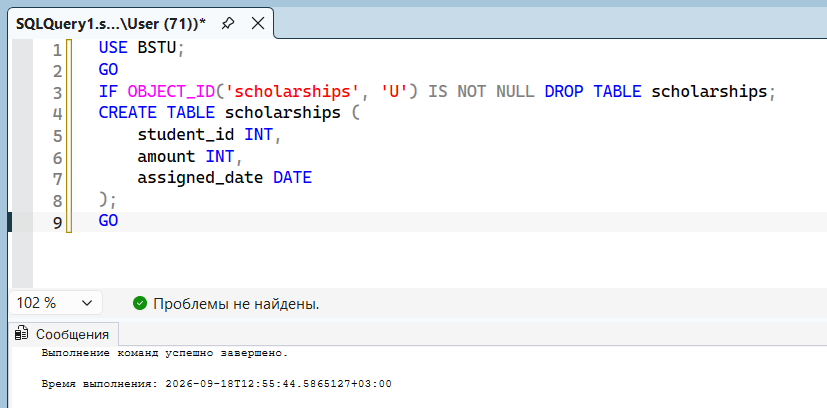 SQLQuery1.s...\User (71))*
1 USE BSTU;
2 GO
3 IF OBJECT_ID('scholarships', 'U') IS NOT NULL DROP TABLE scholarships;
4 CREATE TABLE scholarships (
5 student_id INT,
6 amount INT,
7 assigned_date DATE
8 );
9 GO
102 %
Проблемы не найдены.
Сообщения
Выполнение команд успешно завершено.
Время выполнения: 2026-09-18T12:55:44.5865127+03:00